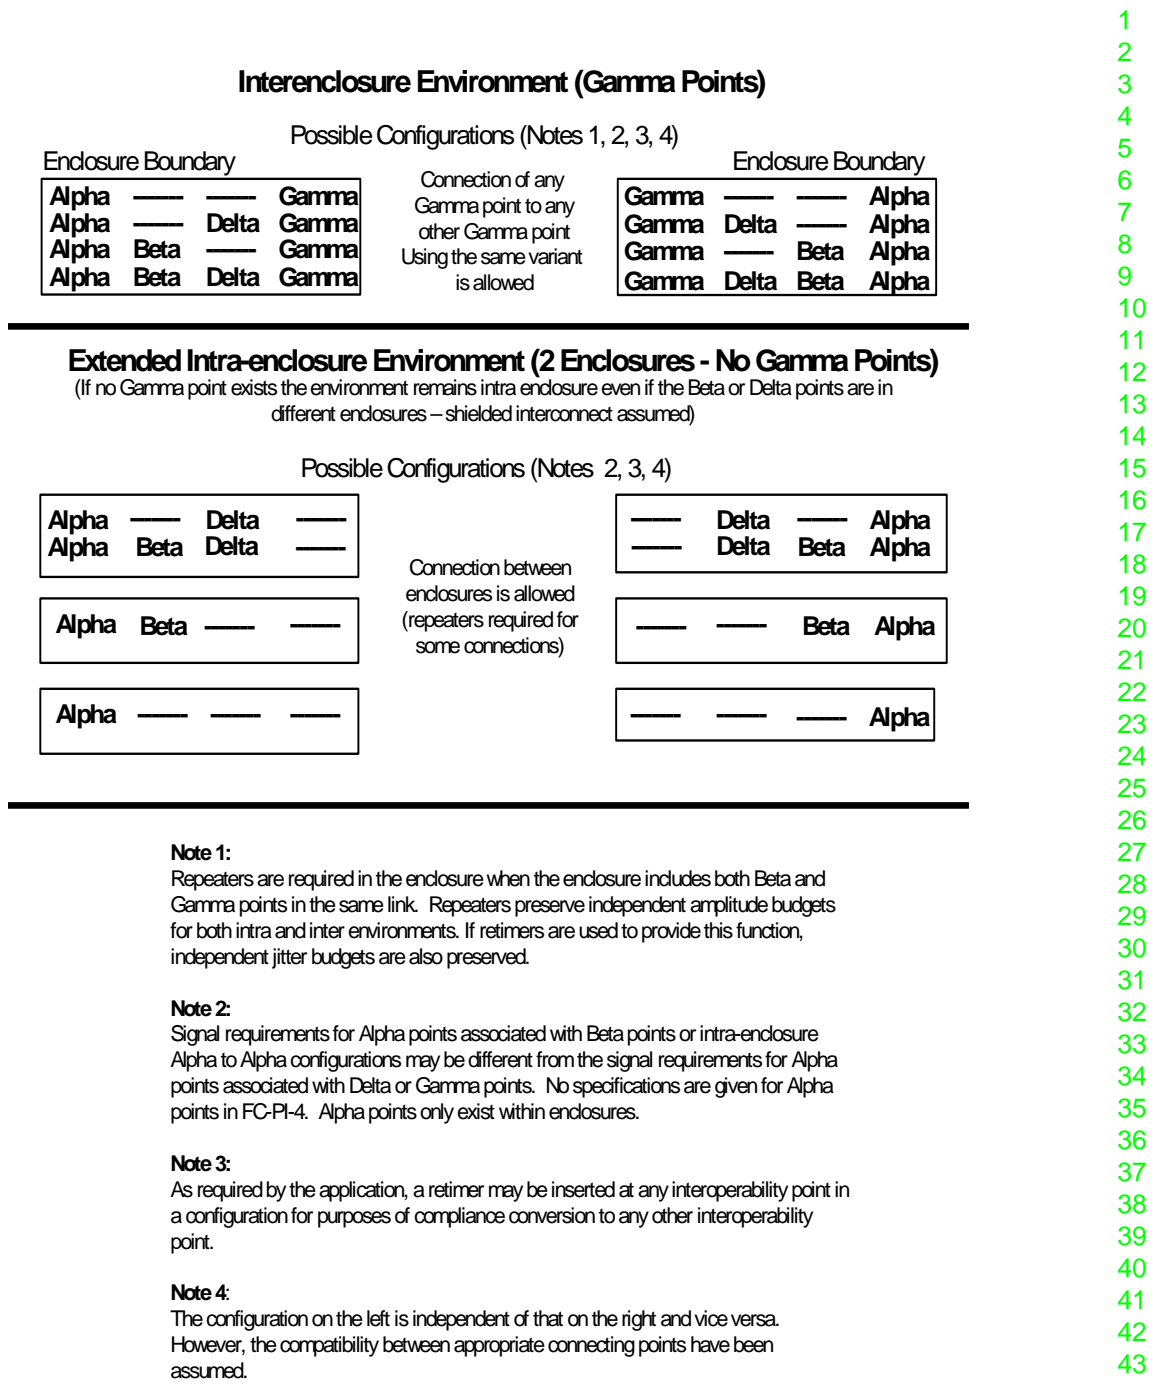 Interenclosure Environment (Gamma Points)
Possible Configurations (Notes 1, 2, 3, 4)
Enclosure Boundary
Alpha ------- ------- Gamma
Alpha ------- Delta Gamma
Alpha Beta ------- Gamma
Alpha Beta Delta Gamma
Connection of any
Gamma point to any
other Gamma point
Using the same variant
is allowed
Enclosure Boundary
Gamma ------- ------- Alpha
Gamma Delta ------- Alpha
Gamma ------- Beta Alpha
Gamma Delta Beta Alpha
Extended Intra-enclosure Environment (2 Enclosures - No Gamma Points)
(If no Gamma point exists the environment remains intra enclosure even if the Beta or Delta points are in
different enclosures – shielded interconnect assumed)
Possible Configurations (Notes 2, 3, 4)
Alpha ------- Delta -------
Alpha Beta Delta -------
Alpha Beta ------- -------
Alpha ------- ------- -------
Connection between
enclosures is allowed
(repeaters required for
some connections)
------- Delta ------- Alpha
------- Delta Beta Alpha
------- ------- Beta Alpha
------- ------- ------- Alpha
Note 1:
Repeaters are required in the enclosure when the enclosure includes both Beta and
Gamma points in the same link. Repeaters preserve independent amplitude budgets
for both intra and inter environments. If retimers are used to provide this function,
independent jitter budgets are also preserved.
Note 2:
Signal requirements for Alpha points associated with Beta points or intra-enclosure
Alpha to Alpha configurations may be different from the signal requirements for Alpha
points associated with Delta or Gamma points. No specifications are given for Alpha
points in FC-PI-4. Alpha points only exist within enclosures.
Note 3:
As required by the application, a retimer may be inserted at any interoperability point in
a configuration for purposes of compliance conversion to any other interoperability
point.
Note 4:
The configuration on the left is independent of that on the right and vice versa.
However, the compatibility between appropriate connecting points have been
assumed.
1
2
3
4
5
6
7
8
9
10
11
12
13
14
15
16
17
18
19
20
21
22
23
24
25
26
27
28
29
30
31
32
33
34
35
36
37
38
39
40
41
42
43